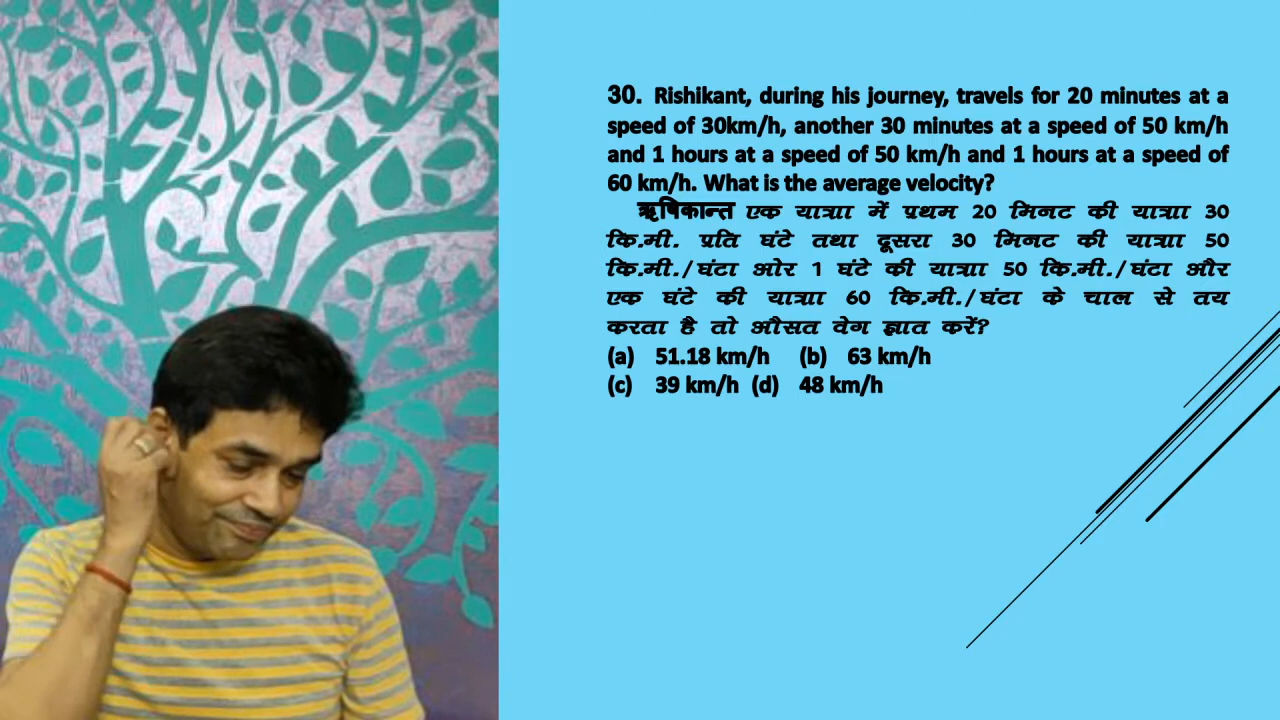 30. Rishikant, during his journey, travels for 20 minutes at a
speed of 30km/h, another 30 minutes at a speed of 50 km/h
and 1 hours at a speed of 50 km/h and 1 hours at a speed of
60 km/h. What is the average velocity?
ऋषिकान्त एक यात्राा में प्रथम 20 मिनट की यात्राा 30
कि.मी. प्रति घंटे तथा दूसरा 30 मिनट की यात्राा 50
कि.मी./घंटा ओर 1 घंटे की यात्राा 50 कि.मी./घंटा और
एक घंटे की यात्राा 60 कि.मी./घंटा के चाल से तय
करता है तो औसत वेग ज्ञात करें?
(a) 51.18 km/h (b) 63 km/h
(c) 39 km/h (d) 48 km/h